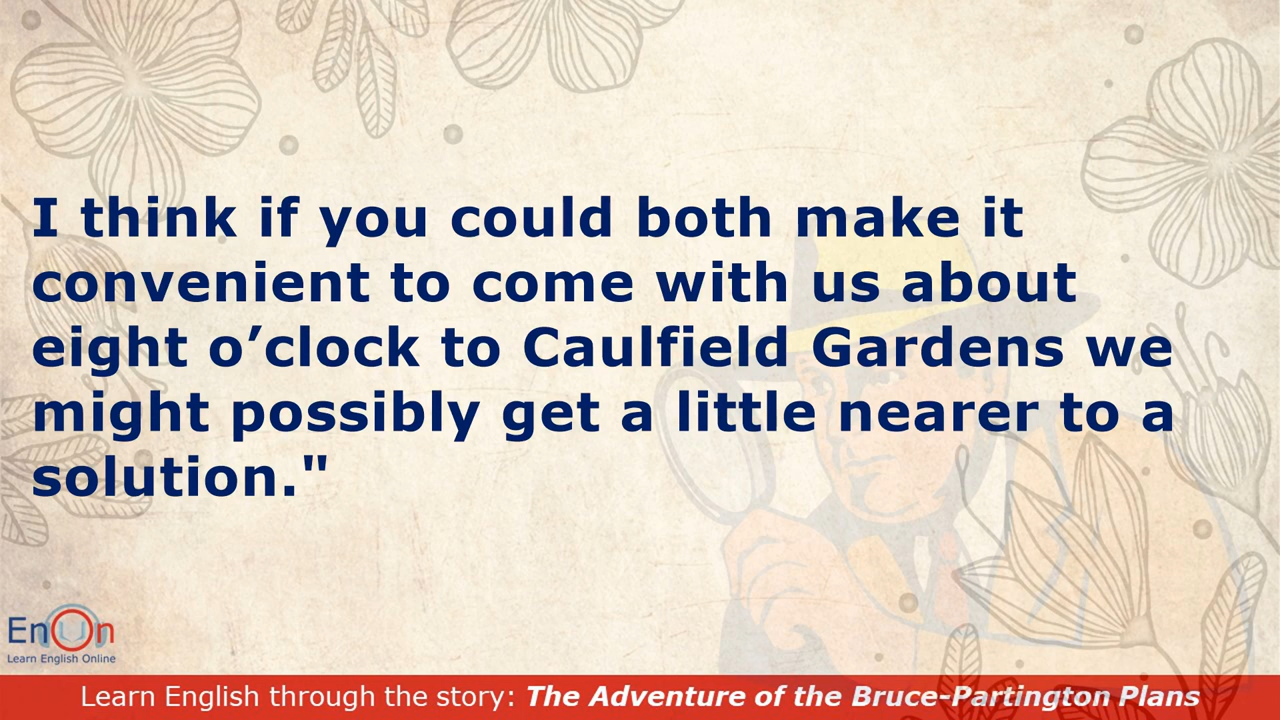 I think if you could both make it
convenient to come with us about
eight o’clock to Caulfield Gardens we
might possibly get a little nearer to a
solution."
EnOn
Learn English Online
Learn English through the story: The Adventure of the Bruce-Partington Plans